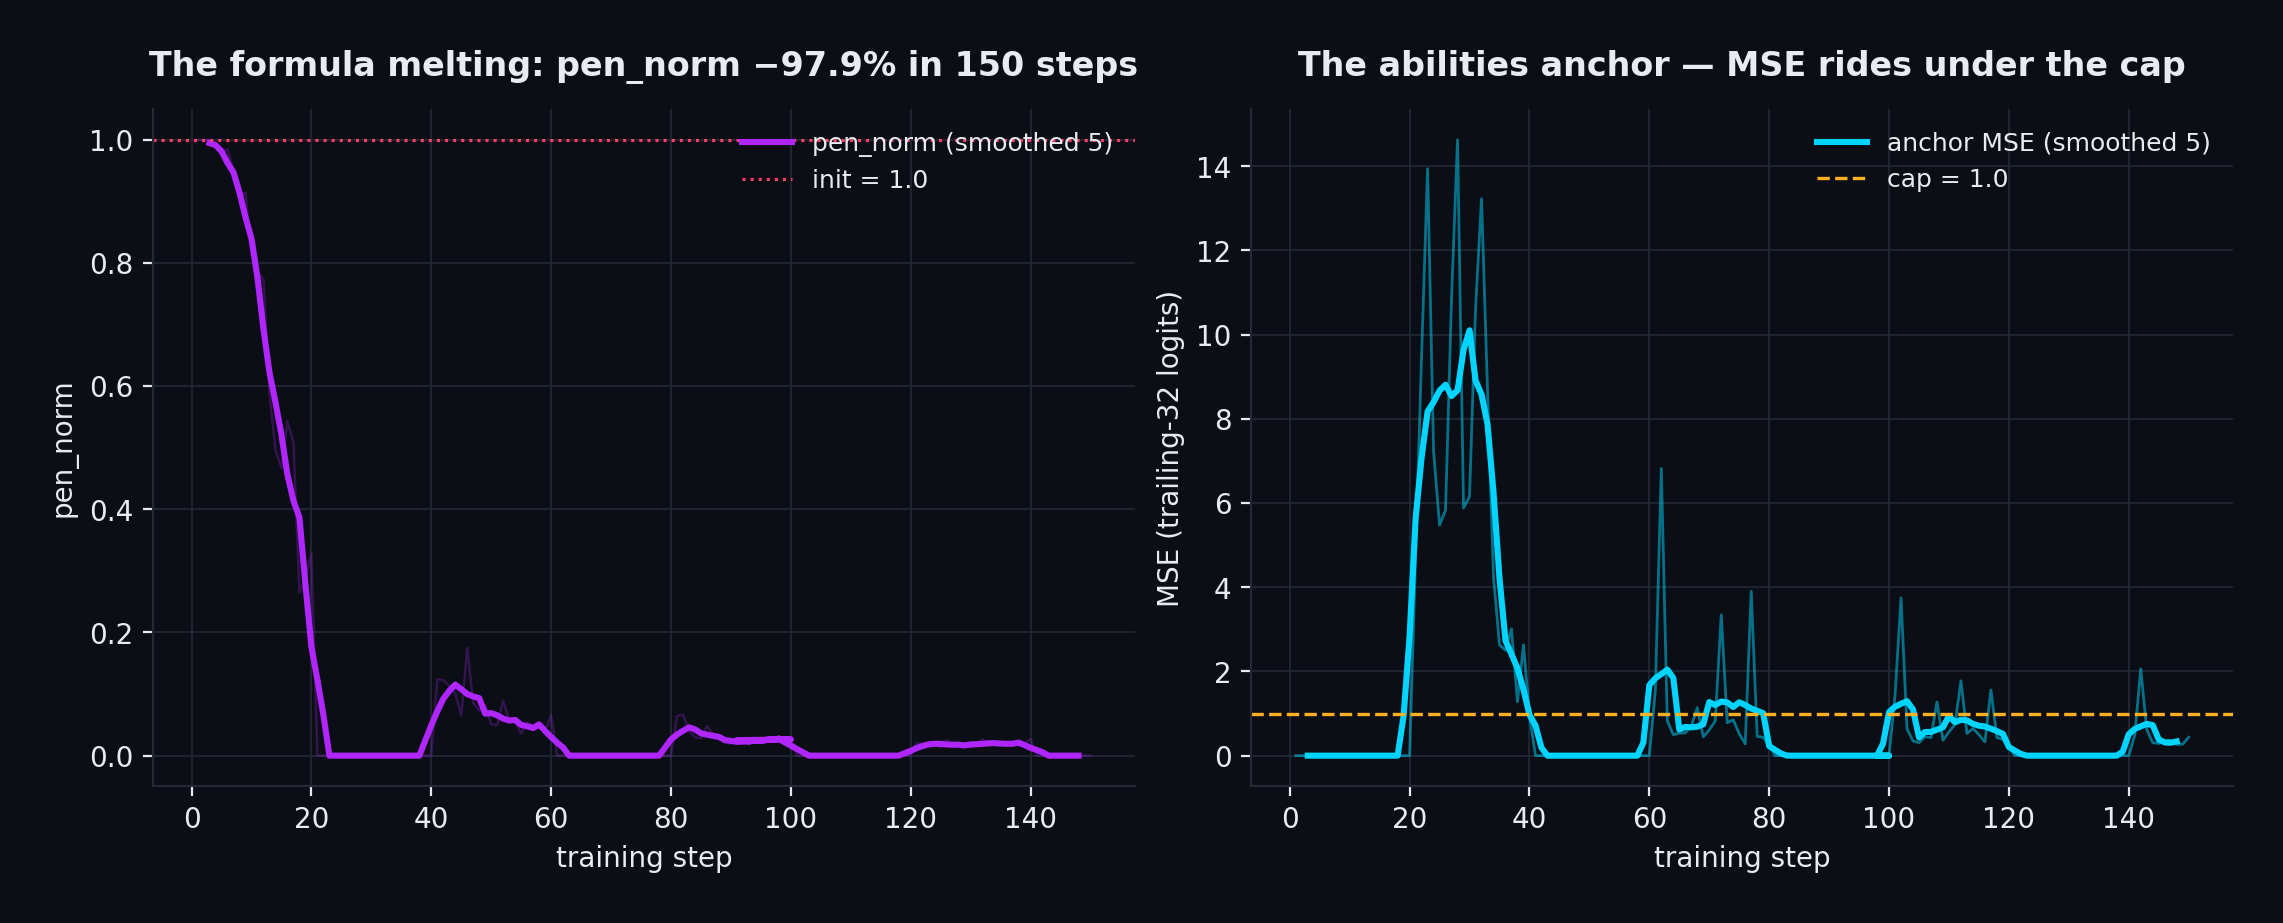 The formula melting: pen_norm −97.9% in 150 steps
pen_norm (smoothed 5)
init = 1.0
1.0
0.8
0.6
0.4
0.2
0.0
pen_norm
0 20 40 60 80 100 120 140
training step
The abilities anchor — MSE rides under the cap
anchor MSE (smoothed 5)
cap = 1.0
14
12
10
8
6
4
2
0
MSE (trailing-32 logits)
0 20 40 60 80 100 120 140
training step